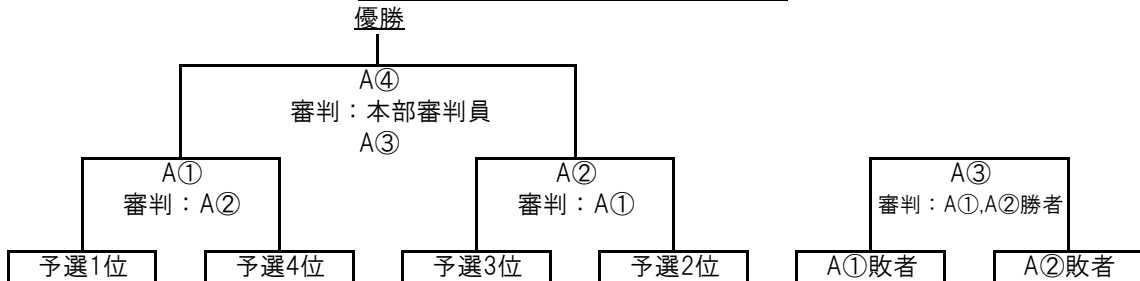 優勝
A④
審判：本部審判員
A③
A①
審判：A②
A②
審判：A①
A③
審判：A①,A②勝者
予選1位
予選4位
予選3位
予選2位
A①敗者
A②敗者